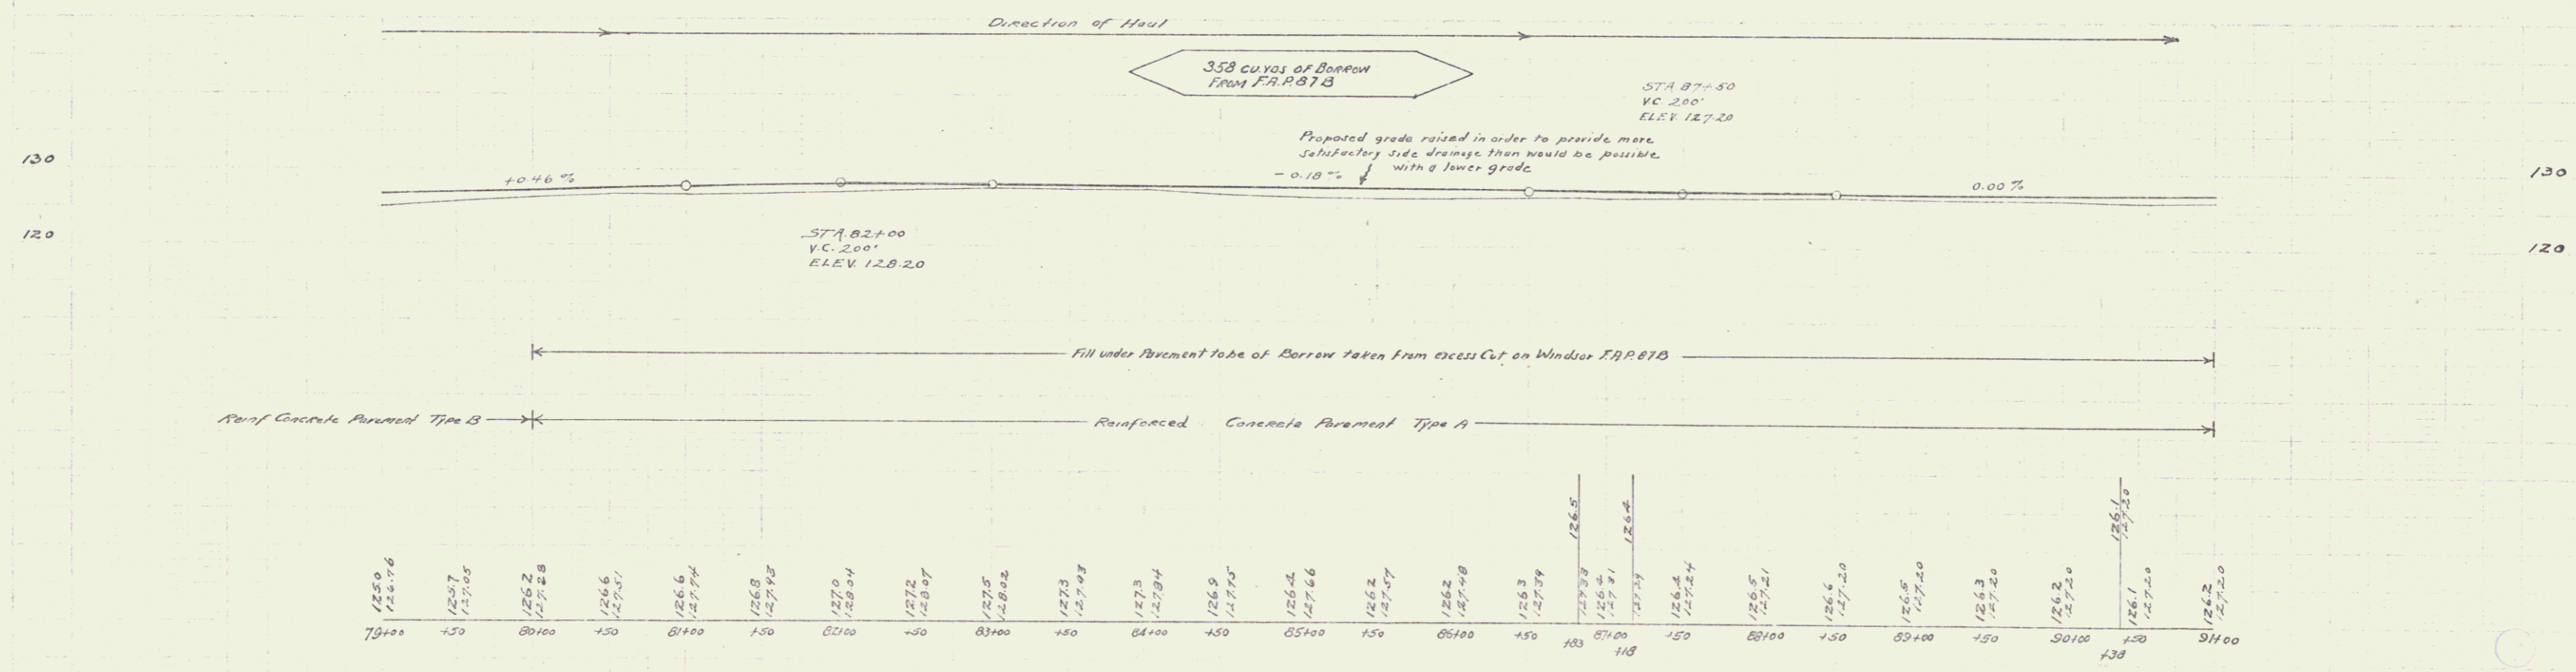 Direction of Haul
358 CU.YDS OF BORROW
FROM F.A.P. 87B
STA. 87+50
V.C. 200'
ELEV. 127.20
Proposed grade raised in order to provide more
satisfactory side drainage than would be possible
with a lower grade
130
130
+0.46 %
-0.18 %
0.00 %
120
120
STA. 82+00
V.C. 200'
ELEV. 128.20
Fill under Pavement to be of Borrow taken from excess Cut on Windsor F.A.P. 87B
Reinf Concrete Pavement Type B
Reinforced Concrete Pavement Type A
125.0 126.76
125.7 127.05
126.2 127.28
126.6 127.51
126.6 127.74
126.8 127.93
127.0 128.04
127.2 128.07
127.5 128.02
127.3 127.93
127.3 127.84
126.9 127.75
126.4 127.66
126.2 127.57
126.2 127.48
126.3 127.39
126.5 127.33
126.4 127.31
126.4 127.29
126.4 127.24
126.5 127.21
126.6 127.20
126.5 127.20
126.3 127.20
126.2 127.20
126.1 127.20
126.1 127.20
126.2 127.20
79+00 +50 80+00 +50 81+00 +50 82+00 +50 83+00 +50 84+00 +50 85+00 +50 86+00 +50 +83 87+00 +18 +50 88+00 +50 89+00 +50 90+00 +38 +50 91+00